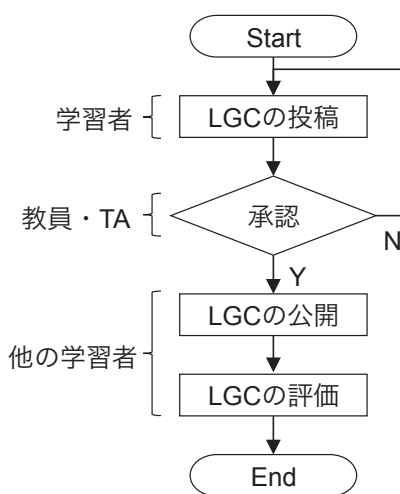 Start
学習者
LGCの投稿
教員・TA
承認
N
Y
LGCの公開
他の学習者
LGCの評価
End